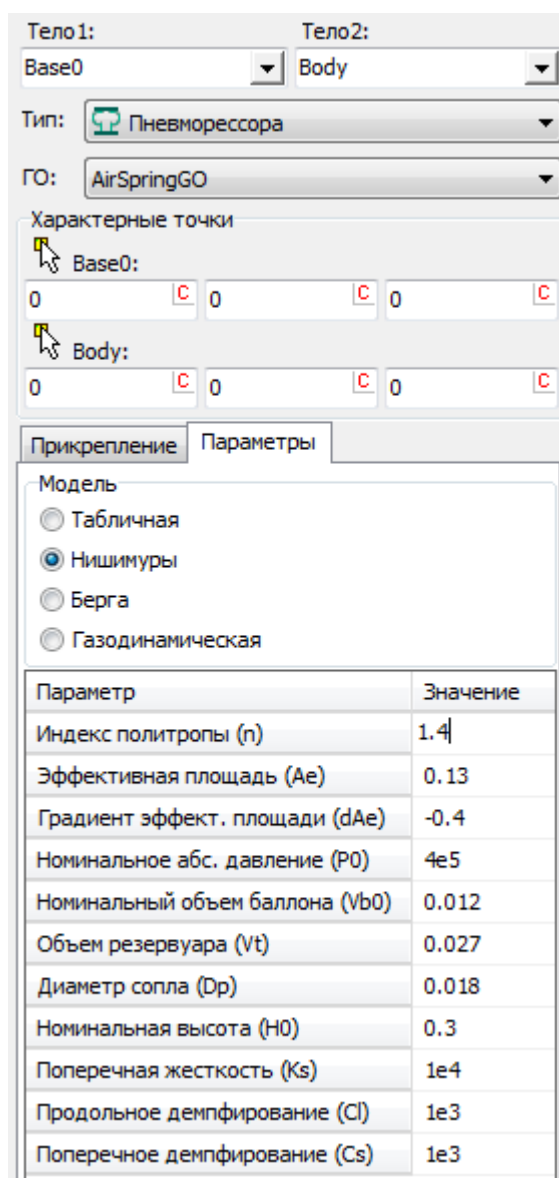 Тело1: Тело2:
Base0 Body
Тип: Пневморессора
ГО: AirSpringGO
Характерные точки
Base0:
0 C 0 C 0 C
Body:
0 C 0 C 0 C
Прикрепление Параметры
Модель
Табличная
Нишимуры
Берга
Газодинамическая
Параметр Значение
Индекс политропы (n) 1.4
Эффективная площадь (Ae) 0.13
Градиент эффект. площади (dAe) -0.4
Номинальное абс. давление (P0) 4e5
Номинальный объем баллона (Vb0) 0.012
Объем резервуара (Vt) 0.027
Диаметр сопла (Dp) 0.018
Номинальная высота (H0) 0.3
Поперечная жесткость (Ks) 1e4
Продольное демпфирование (Cl) 1e3
Поперечное демпфирование (Cs) 1e3